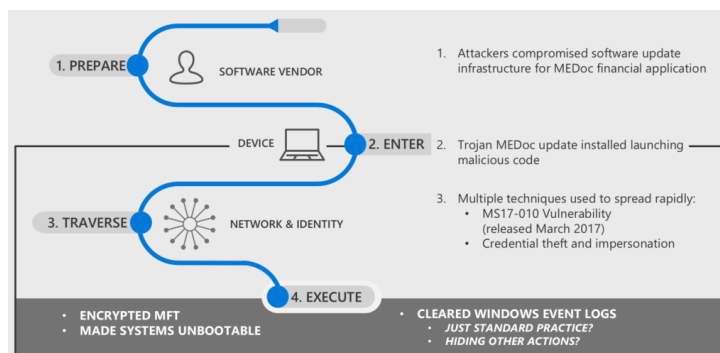 1. PREPARE
SOFTWARE VENDOR
1. Attackers compromised software update
infrastructure for MEDoc financial application
DEVICE
2. ENTER
2. Trojan MEDoc update installed launching
malicious code
3. TRAVERSE
NETWORK & IDENTITY
3. Multiple techniques used to spread rapidly:
• MS17-010 Vulnerability
(released March 2017)
• Credential theft and impersonation
4. EXECUTE
• ENCRYPTED MFT
• MADE SYSTEMS UNBOOTABLE
• CLEARED WINDOWS EVENT LOGS
• JUST STANDARD PRACTICE?
• HIDING OTHER ACTIONS?